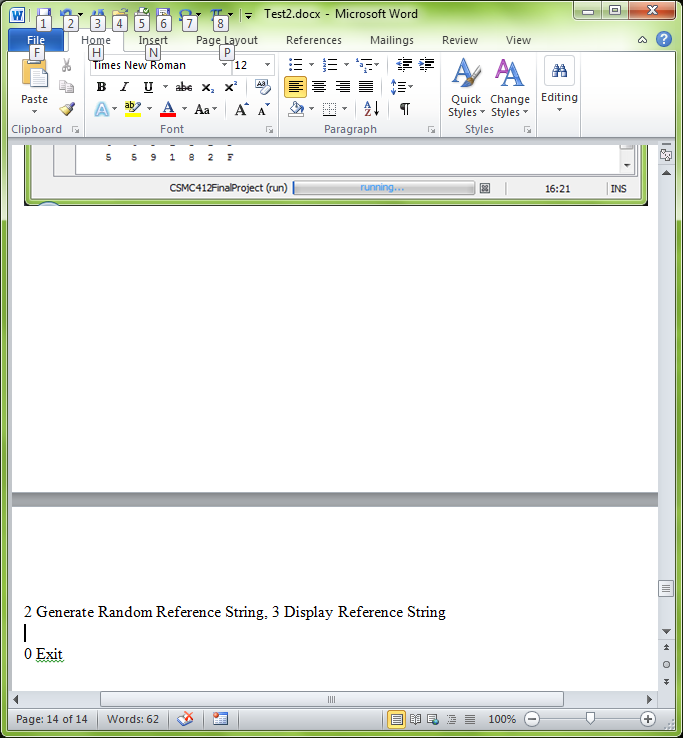 Test2.docx - Microsoft Word
1 2 3 4 5 6 7 8
File Home Insert Page Layout References Mailings Review View
F H N P
Times New Roman 12
Paste
B I U abc x₂ x²
A ab A Aa A A
Quick Styles
Change Styles
Editing
Clipboard Font Paragraph Styles
5 5 9 1 8 2 F
CSMC412FinalProject (run) running... 16:21 INS
2 Generate Random Reference String, 3 Display Reference String
0 Exit
Page: 14 of 14 Words: 62 100%